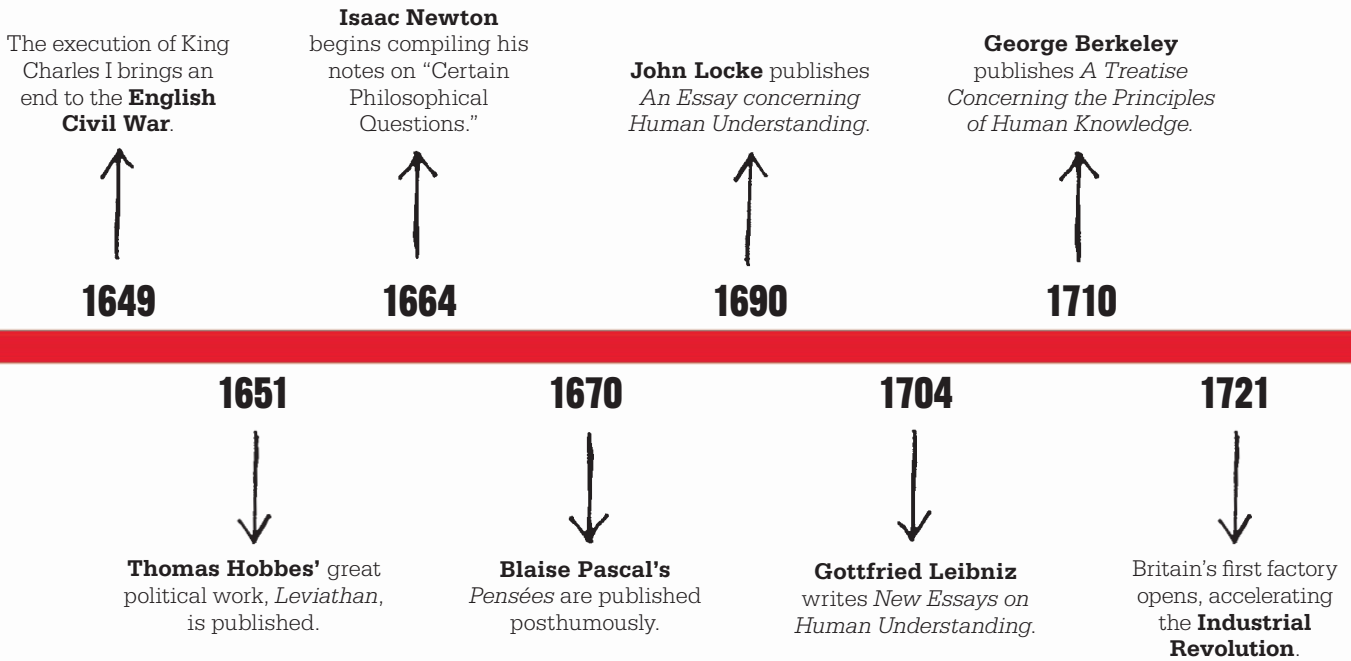 The execution of King
Charles I brings an
end to the English
Civil War.
1649
Isaac Newton
begins compiling his
notes on “Certain
Philosophical
Questions.”
1664
John Locke publishes
An Essay concerning
Human Understanding.
1690
George Berkeley
publishes A Treatise
Concerning the Principles
of Human Knowledge.
1710
1651
Thomas Hobbes’ great
political work, Leviathan,
is published.
1670
Blaise Pascal’s
Pensées are published
posthumously.
1704
Gottfried Leibniz
writes New Essays on
Human Understanding.
1721
Britain’s first factory
opens, accelerating
the Industrial
Revolution.